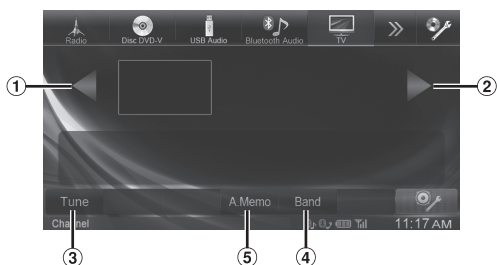 Radio Disc DVD-V USB Audio Bluetooth Audio TV
1 2
Tune A.Memo Band
Channel 11:17 AM
3 5 4